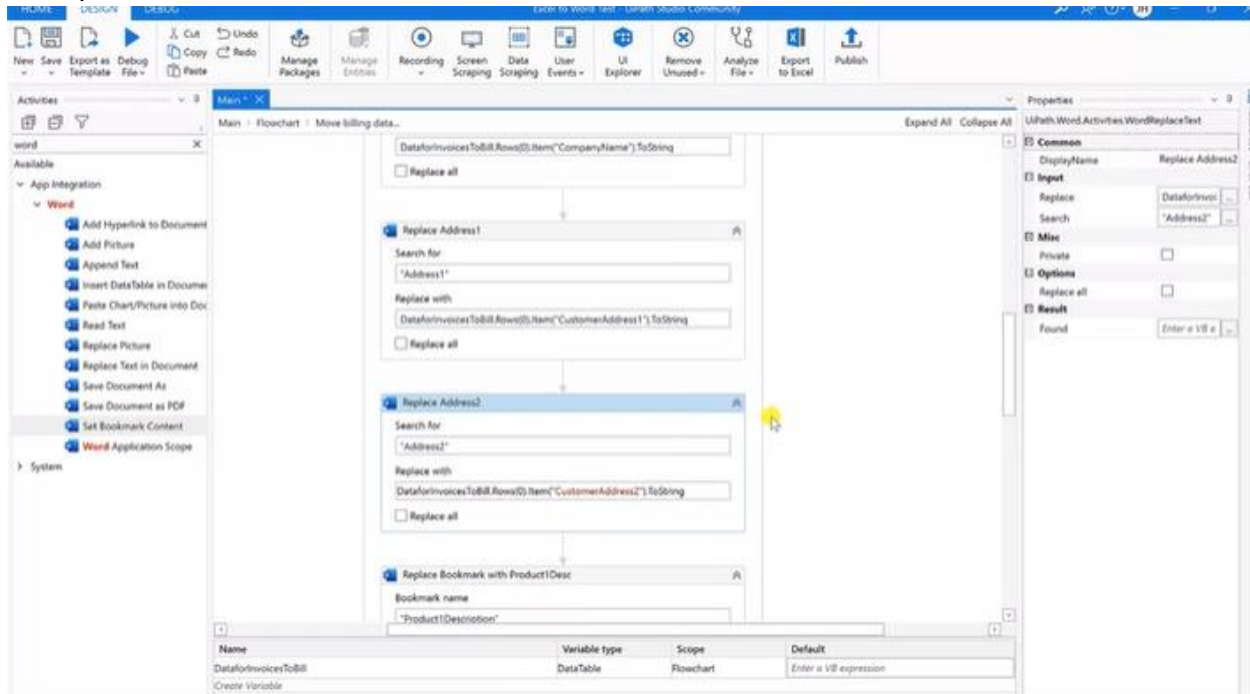 HOME DESIGN DEBUG Excel to Word Test - UiPath Studio Community JH
Cut Undo
Copy Redo
Paste
New Save Export as Template Debug File Manage Packages Manage Entities Recording Screen Scraping Data Scraping User Events UI Explorer Remove Unused Analyze File Export to Excel Publish
Activities
word
Available
App Integration
Word
Add Hyperlink to Document
Add Picture
Append Text
Insert DataTable in Documen
Paste Chart/Picture into Doc
Read Text
Replace Picture
Replace Text in Document
Save Document As
Save Document as PDF
Set Bookmark Content
Word Application Scope
System
Main*
Main Flowchart Move billing data...
Expand All Collapse All
DataforInvoicesToBill.Rows(0).Item("CompanyName").ToString
Replace all
Replace Address1
Search for
"Address1"
Replace with
DataforInvoicesToBill.Rows(0).Item("CustomerAddress1").ToString
Replace all
Replace Address2
Search for
"Address2"
Replace with
DataforInvoicesToBill.Rows(0).Item("CustomerAddress2").ToString
Replace all
Replace Bookmark with Product1Desc
Bookmark name
"Product1Description"
Name Variable type Scope Default
DataforInvoicesToBill DataTable Flowchart Enter a VB expression
Create Variable
Properties
UiPath.Word.Activities.WordReplaceText
Common
DisplayName Replace Address2
Input
Replace DataforInvoi ...
Search "Address2" ...
Misc
Private
Options
Replace all
Result
Found Enter a VB e ...